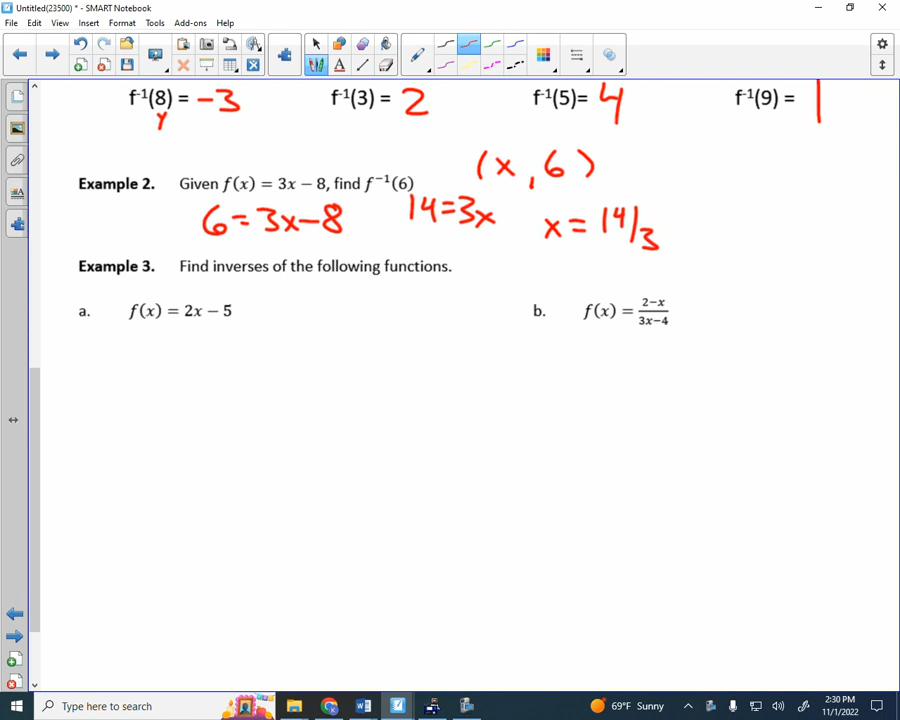 Untitled(23500) * - SMART Notebook
File Edit View Insert Format Tools Add-ons Help
f⁻¹(8) = -3 f⁻¹(3) = 2 f⁻¹(5)= 4 f⁻¹(9) = 1
y
(x, 6)
Example 2. Given f(x) = 3x − 8, find f⁻¹(6)
6=3x-8 14=3x x= 14/3
Example 3. Find inverses of the following functions.
a. f(x) = 2x − 5 b. f(x) = 2−x/3x−4
Type here to search 69°F Sunny 2:30 PM
11/1/2022